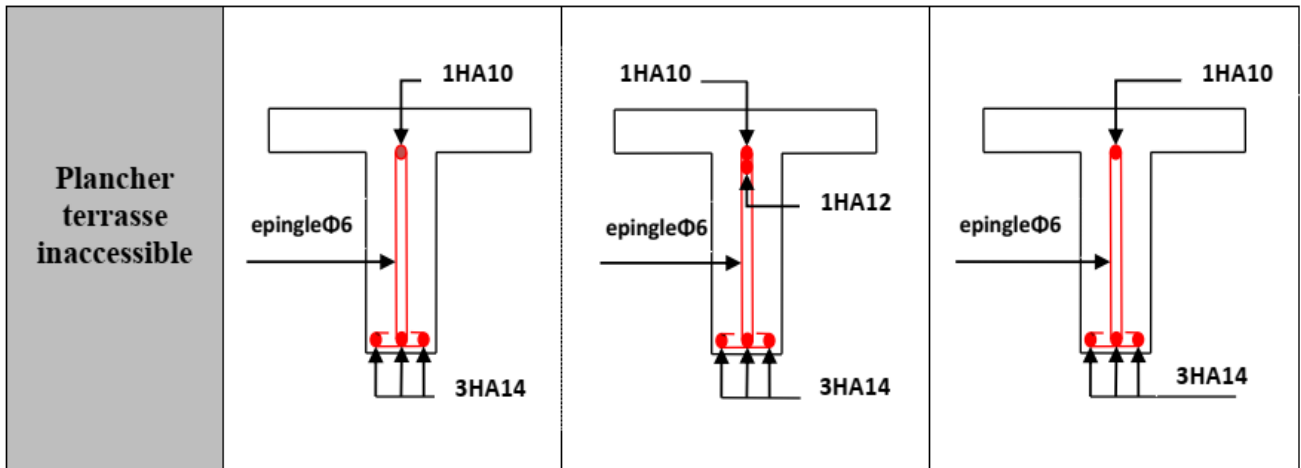 Plancher
terrasse
inaccessible
1HA10
epingleΦ6
3HA14
1HA10
1HA12
epingleΦ6
3HA14
1HA10
epingleΦ6
3HA14